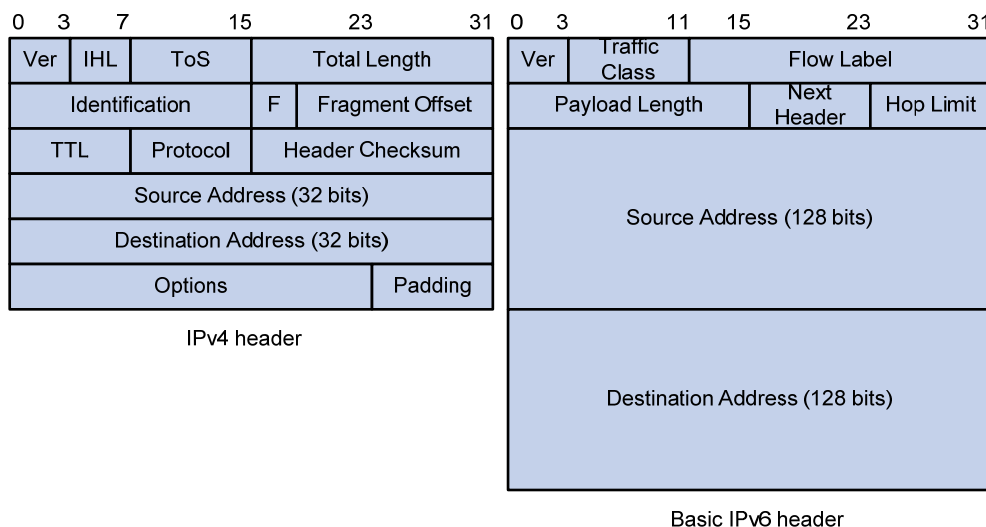 0 3 7 15 23 31
Ver IHL ToS Total Length
Identification F Fragment Offset
TTL Protocol Header Checksum
Source Address (32 bits)
Destination Address (32 bits)
Options Padding
IPv4 header
0 3 11 15 23 31
Ver Traffic Class Flow Label
Payload Length Next Header Hop Limit
Source Address (128 bits)
Destination Address (128 bits)
Basic IPv6 header